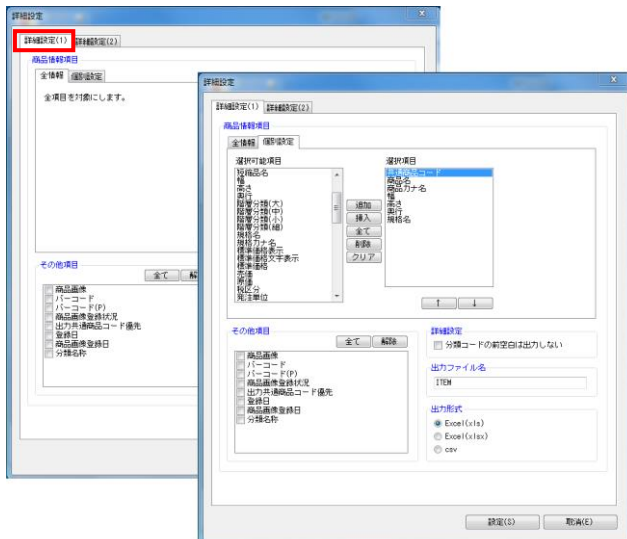 詳細設定
詳細設定(1) 詳細設定(2)
商品情報項目
全情報 個別設定
全項目を対象にします。
その他項目
全て
商品画像
バーコード
バーコード(P)
商品画像登録状況
出力共通商品コード優先
登録日
商品画像登録日
分類名称
詳細設定
詳細設定(1) 詳細設定(2)
商品情報項目
全情報 個別設定
選択可能項目
短縮品名
幅
高さ
奥行
階層分類(大)
階層分類(中)
階層分類(小)
階層分類(細)
規格名
規格カナ名
標準価格表示
標準価格文字表示
標準価格
売価
原価
税区分
発注単位
追加
挿入
全て
削除
クリア
選択項目
共通商品コード
商品名
商品カナ名
幅
高さ
奥行
規格名
↑ ↓
その他項目
全て 解除
商品画像
バーコード
バーコード(P)
商品画像登録状況
出力共通商品コード優先
登録日
商品画像登録日
分類名称
詳細設定
分類コードの前空白は出力しない
出力ファイル名
ITEM
出力形式
Excel(xls)
Excel(xlsx)
csv
設定(S) 取消(E)